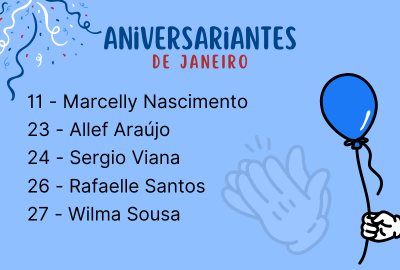 ANiVERSARiANTES
DE JANEIRO
11 - Marcelly Nascimento
23 - Allef Araújo
24 - Sergio Viana
26 - Rafaelle Santos
27 - Wilma Sousa